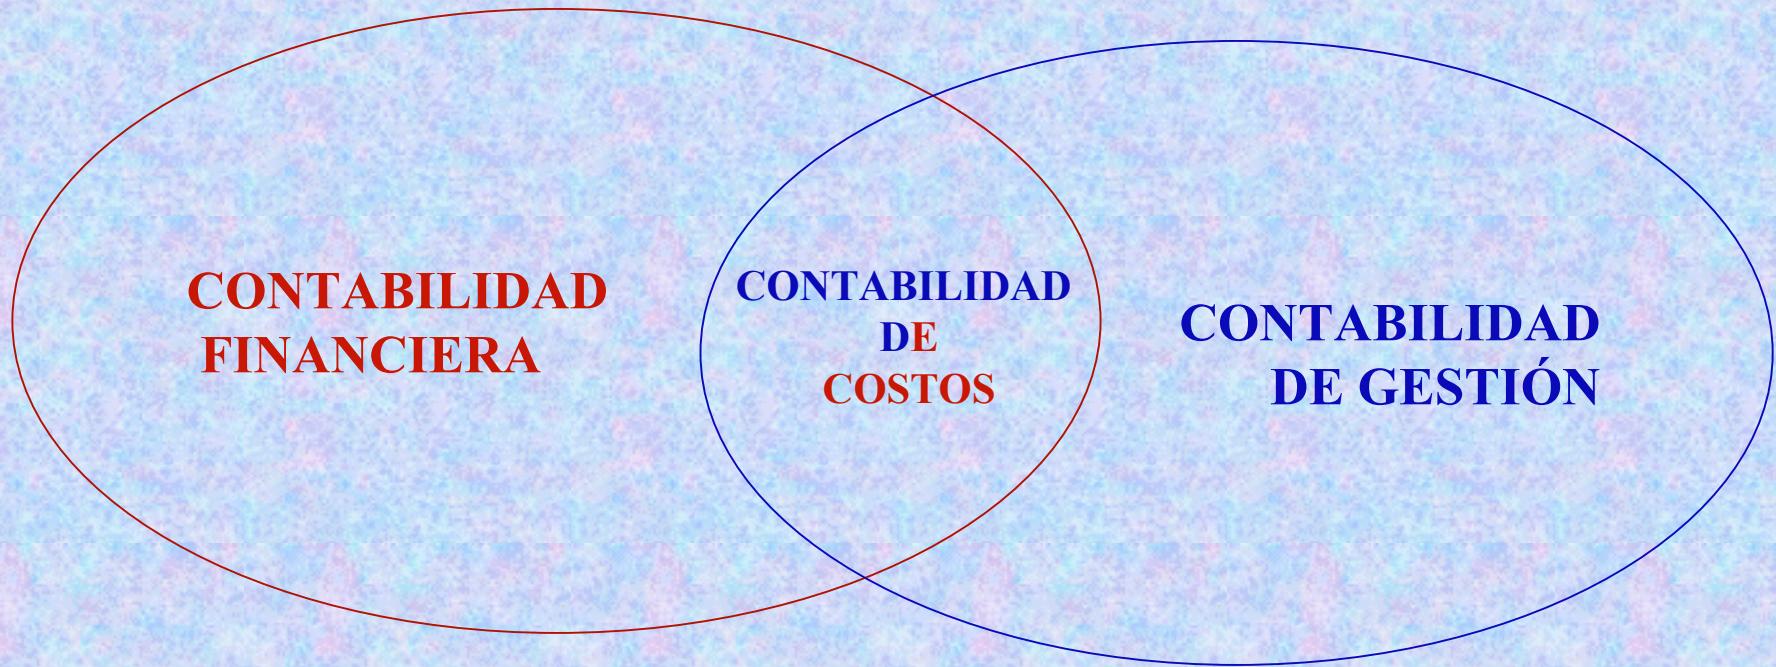 CONTABILIDAD
FINANCIERA
CONTABILIDAD
DE
COSTOS
CONTABILIDAD
DE GESTIÓN